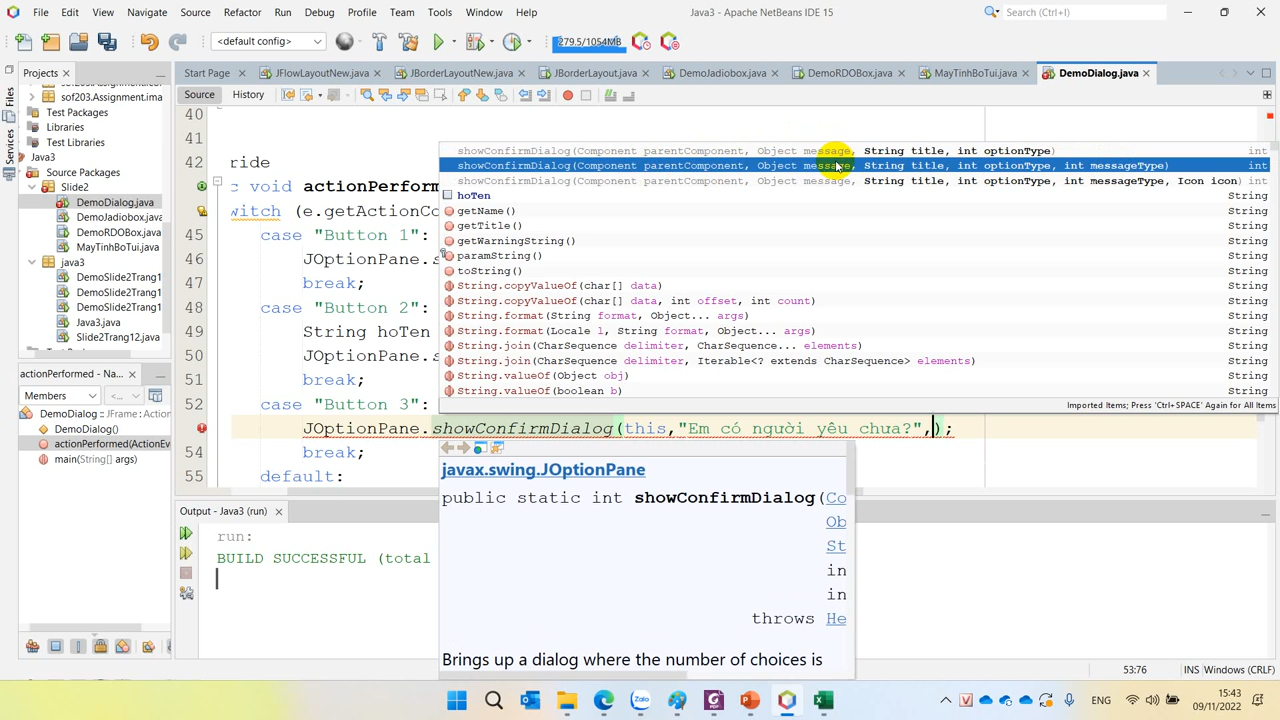 File Edit View Navigate Source Refactor Run Debug Profile Team Tools Window Help
Java3 - Apache NetBeans IDE 15
Search (Ctrl+I)
<default config>
279.5/1054MB
Projects
Start Page
JFlowLayoutNew.java
JBorderLayoutNew.java
JBorderLayout.java
DemoJadiobox.java
DemoRDOBox.java
MayTinhBoTui.java
DemoDialog.java
Files
Services
sof203.Assignment.ima
Test Packages
Libraries
Java3
Slide2
DemoDialog.java
DemoJadiobox.java
DemoRDOBox.java
MayTinhBoTui.java
java3
DemoSlide2Trang1
DemoSlide2Trang1
DemoSlide2Trang1
Java3.java
Slide2Trang12.java
Source History
40
41
42 ride
c void actionPerform
witch (e.getActionCo
45 case "Button 1":
46 JOptionPane.s
47 break;
48 case "Button 2":
49 String hoTen
50 JOptionPane.s
51 break;
52 case "Button 3":
JOptionPane.showConfirmDialog(this,"Em có người yêu chưa?",);
54 break;
55 default:
showConfirmDialog(Component parentComponent, Object message, String title, int optionType) int
showConfirmDialog(Component parentComponent, Object message, String title, int optionType, int messageType) int
showConfirmDialog(Component parentComponent, Object message, String title, int optionType, int messageType, Icon icon) int
hoTen String
getName() String
getTitle() String
getWarningString() String
paramString() String
toString() String
String.copyValueOf(char[] data) String
String.copyValueOf(char[] data, int offset, int count) String
String.format(String format, Object... args) String
String.format(Locale l, String format, Object... args) String
String.join(CharSequence delimiter, CharSequence... elements) String
String.join(CharSequence delimiter, Iterable<? extends CharSequence> elements) String
String.valueOf(Object obj) String
String.valueOf(boolean b) String
Imported Items; Press 'Ctrl+SPACE' Again for All Items
javax.swing.JOptionPane
public static int showConfirmDialog(Co
Ob
St
in
in
throws He
Brings up a dialog where the number of choices is
actionPerformed - Na...
Members
<...
DemoDialog :: JFrame : Action
DemoDialog()
actionPerformed(ActionEv
main(String[] args)
Output - Java3 (run)
run:
BUILD SUCCESSFUL (total
53:76
INS
Windows (CRLF)
ENG
15:43
09/11/2022